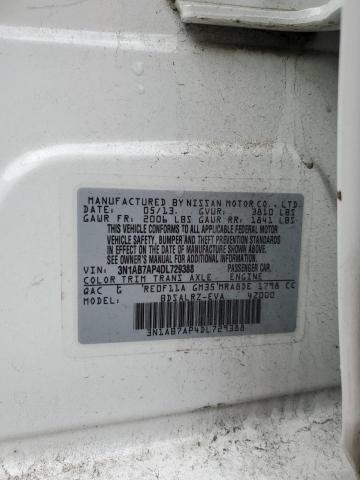 MANUFACTURED BY NISSAN MOTOR CO., LTD.
DATE: 05/13. GVWR: 3810 LBS
GAWR FR: 2006 LBS GAWR RR: 1841 LBS
THIS VEHICLE CONFORMS TO ALL APPLICABLE
FEDERAL MOTOR VEHICLE
SAFETY, BUMPER AND THEFT PREVENTION
STANDARDS IN EFFECT ON THE
DATE OF MANUFACTURE SHOWN ABOVE.
SEE OWNER'S MANUAL FOR
ADDITIONAL INFORMATION.
VIN: 3N1AB7AP4DL729388 PASSENGER CAR.
COLOR TRIM TRANS AXLE ENGINE
QAC G RE0F11A GM35 MRA8DE 1798 CC
MODEL: BDSALRZ-EVA 42000
3N1AB7AP4DL729388